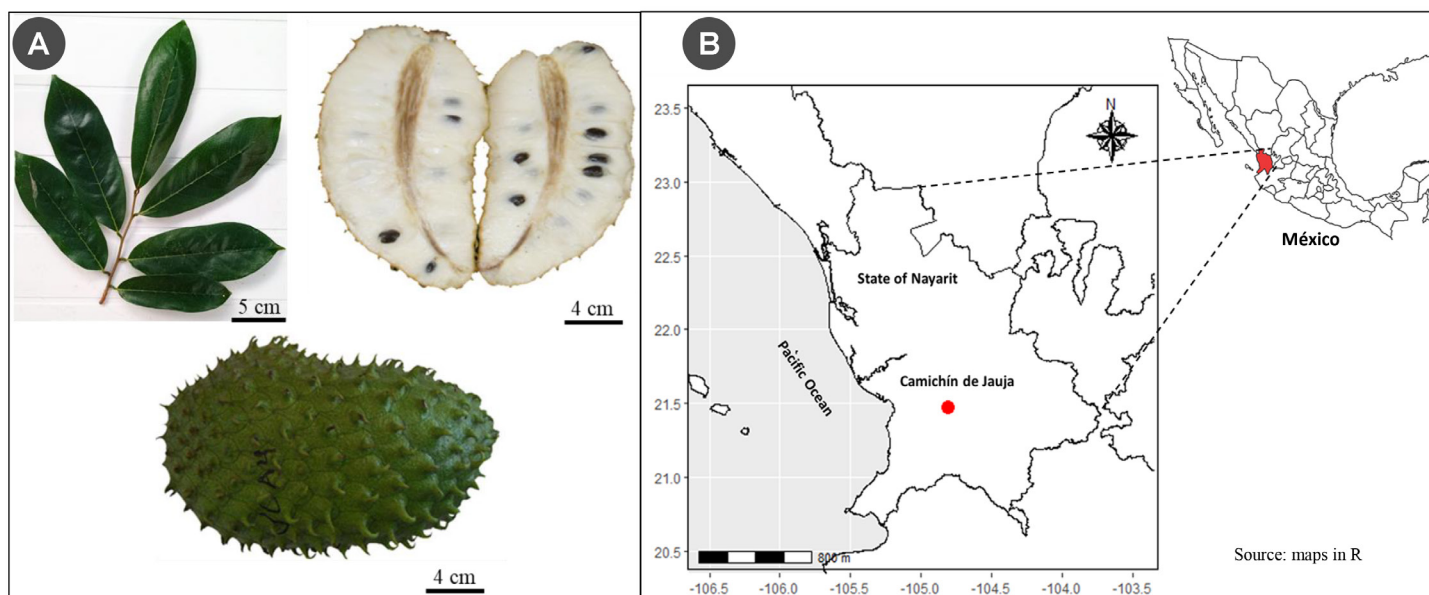 A
5 cm
4 cm
4 cm
B
N
23.5
23.0
22.5
22.0
21.5
21.0
20.5
State of Nayarit
Pacific Ocean
Camichín de Jauja
800 m
-106.5
-106.0
-105.5
-105.0
-104.5
-104.0
-103.5
México
Source: maps in R